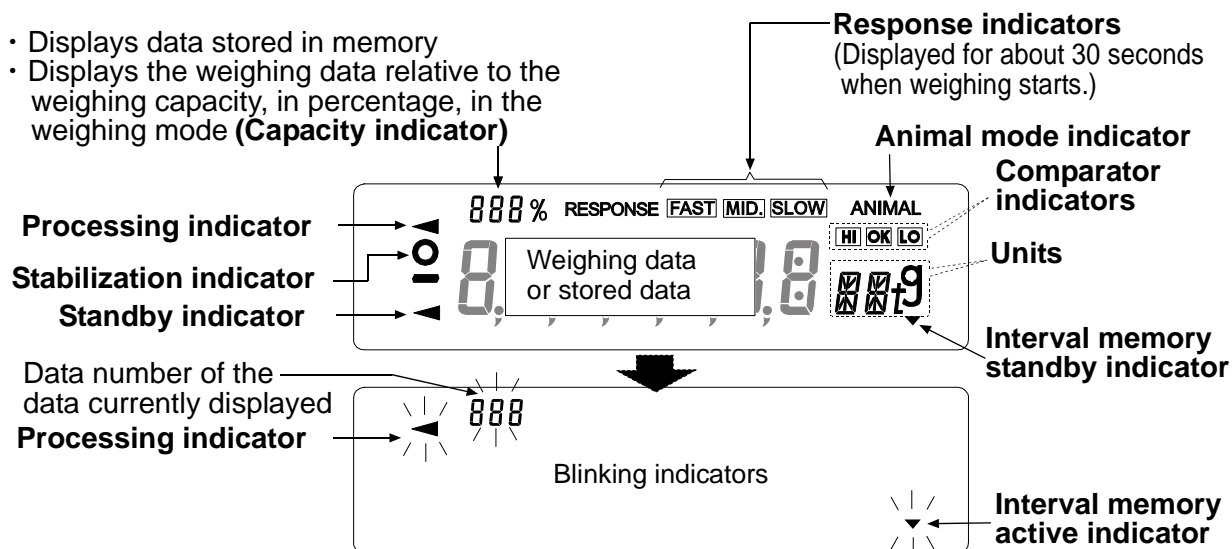 ・Displays data stored in memory
・Displays the weighing data relative to the
weighing capacity, in percentage, in the
weighing mode (Capacity indicator)
Response indicators
(Displayed for about 30 seconds
when weighing starts.)
Animal mode indicator
Comparator
indicators
Processing indicator
888% RESPONSE FAST MID. SLOW ANIMAL
HI OK LO
Stabilization indicator
Weighing data
or stored data
8. , , , , , 8
t g
Units
Standby indicator
Interval memory
standby indicator
Data number of the
data currently displayed
Processing indicator
888
Blinking indicators
Interval memory
active indicator